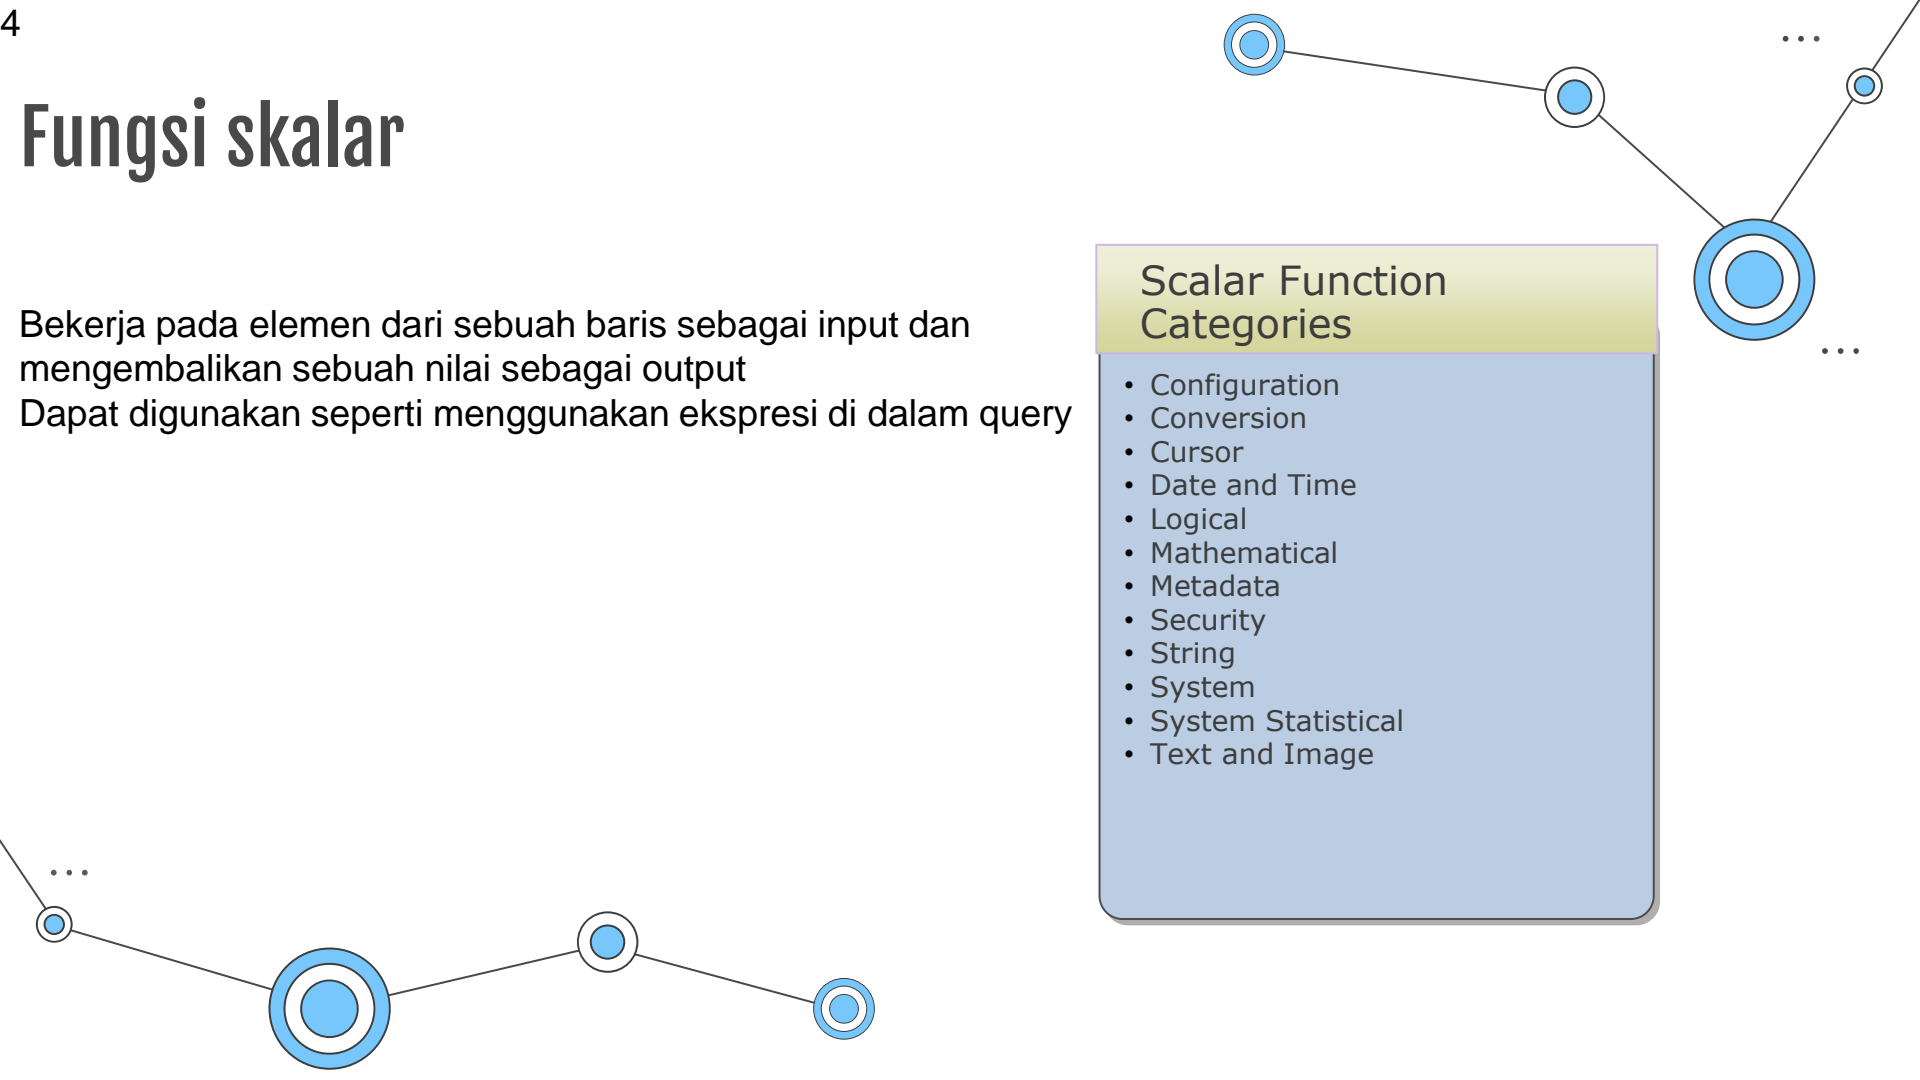 4
Fungsi skalar
Bekerja pada elemen dari sebuah baris sebagai input dan
mengembalikan sebuah nilai sebagai output
Dapat digunakan seperti menggunakan ekspresi di dalam query
Scalar Function
Categories
• Configuration
• Conversion
• Cursor
• Date and Time
• Logical
• Mathematical
• Metadata
• Security
• String
• System
• System Statistical
• Text and Image